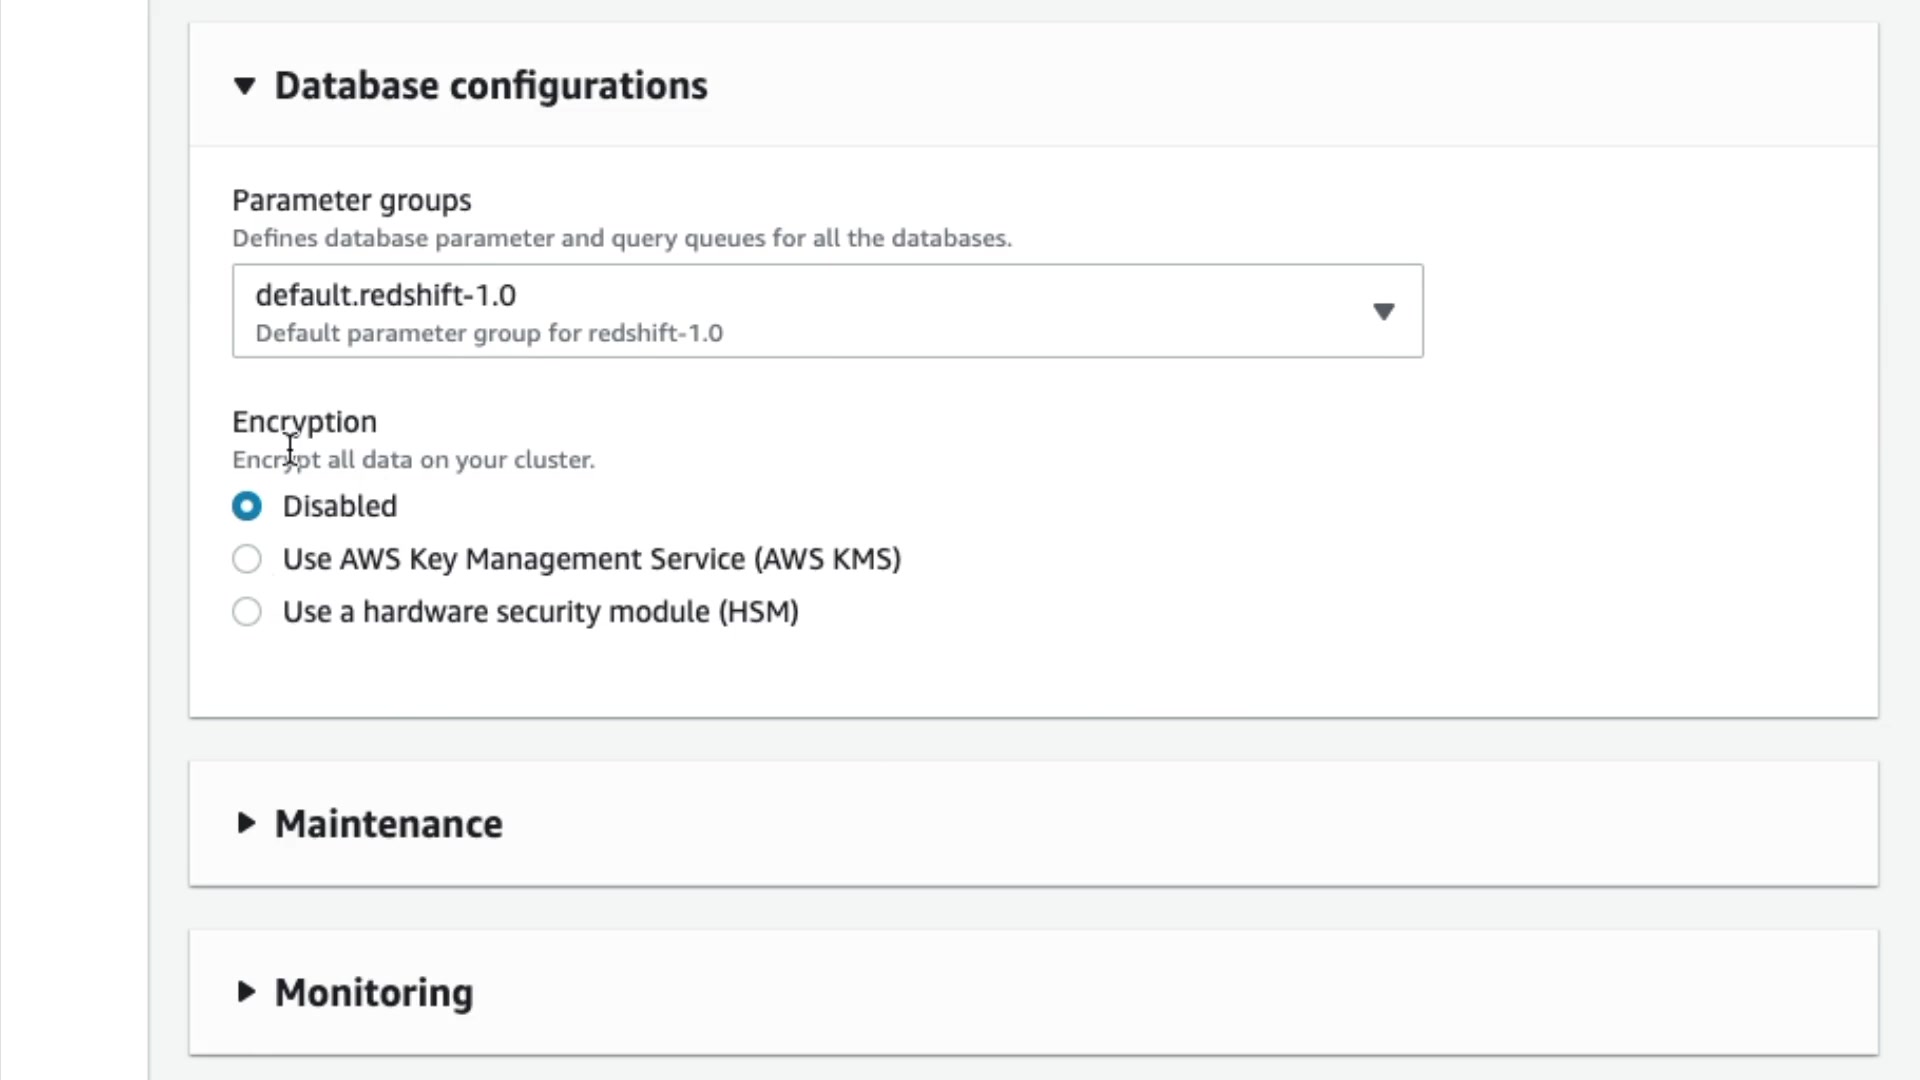 Database configurations
Parameter groups
Defines database parameter and query queues for all the databases.
default.redshift-1.0
Default parameter group for redshift-1.0
Encryption
Encrypt all data on your cluster.
Disabled
Use AWS Key Management Service (AWS KMS)
Use a hardware security module (HSM)
Maintenance
Monitoring